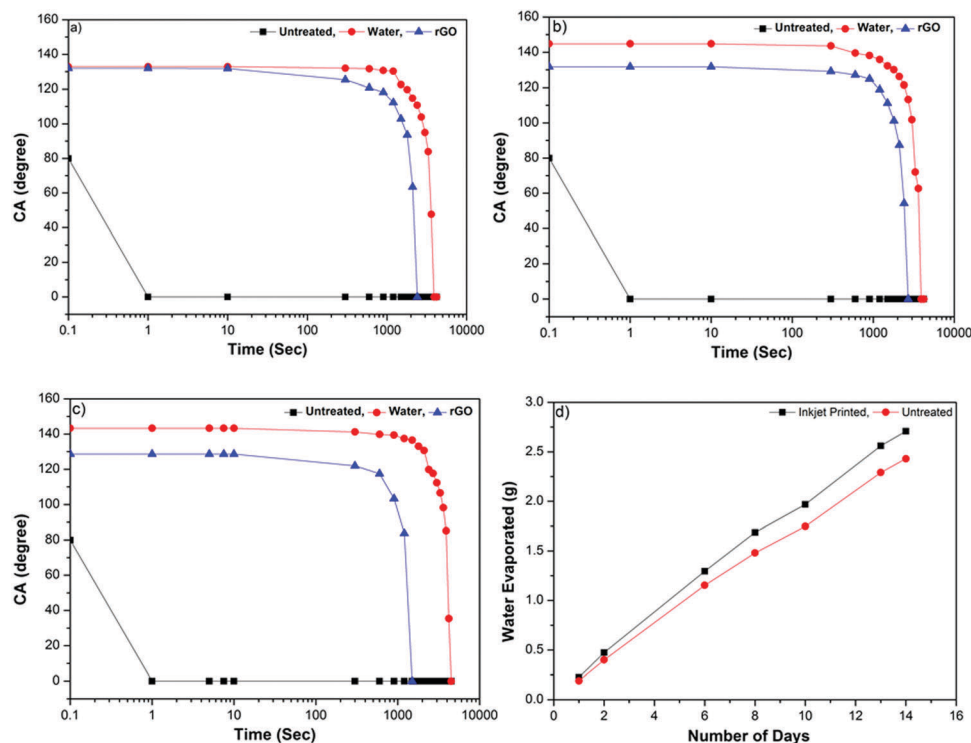 a)
Untreated, Water, rGO
160
140
120
100
80
60
40
20
0
CA (degree)
0.1 1 10 100 1000 10000
Time (Sec)
b)
Untreated, Water, rGO
160
140
120
100
80
60
40
20
0
CA (degree)
0.1 1 10 100 1000 10000
Time (Sec)
c)
Untreated, Water, rGO
160
140
120
100
80
60
40
20
0
CA (degree)
0.1 1 10 100 1000 10000
Time (Sec)
d)
Inkjet Printed, Untreated
3.0
2.5
2.0
1.5
1.0
0.5
0.0
Water Evaporated (g)
0 2 4 6 8 10 12 14 16
Number of Days